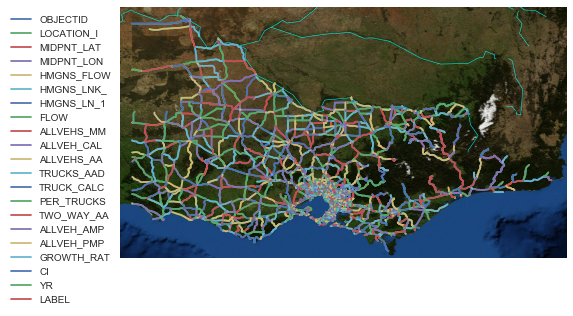 OBJECTID
LOCATION_I
MIDPNT_LAT
MIDPNT_LON
HMGNS_FLOW
HMGNS_LNK_
HMGNS_LN_1
FLOW
ALLVEHS_MM
ALLVEH_CAL
ALLVEHS_AA
TRUCKS_AAD
TRUCK_CALC
PER_TRUCKS
TWO_WAY_AA
ALLVEH_AMP
ALLVEH_PMP
GROWTH_RAT
CI
YR
LABEL